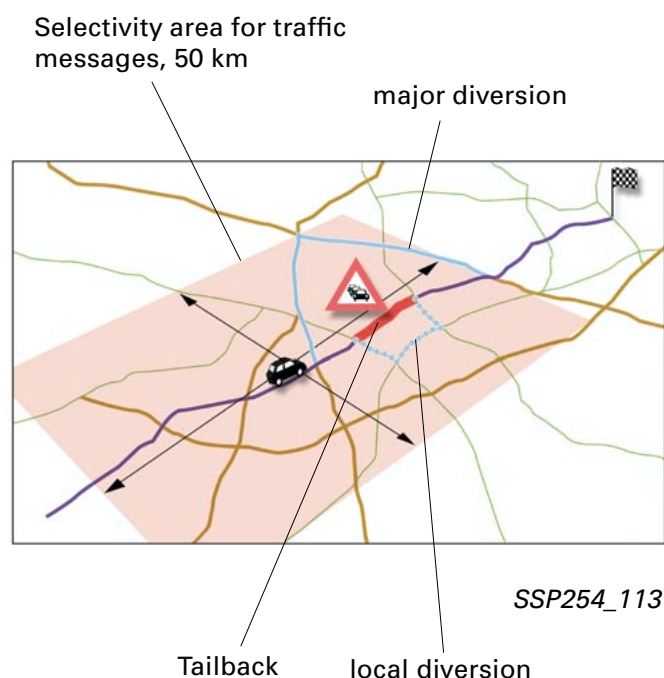 Selectivity area for traffic
messages, 50 km
major diversion
SSP254_113
Tailback
local diversion